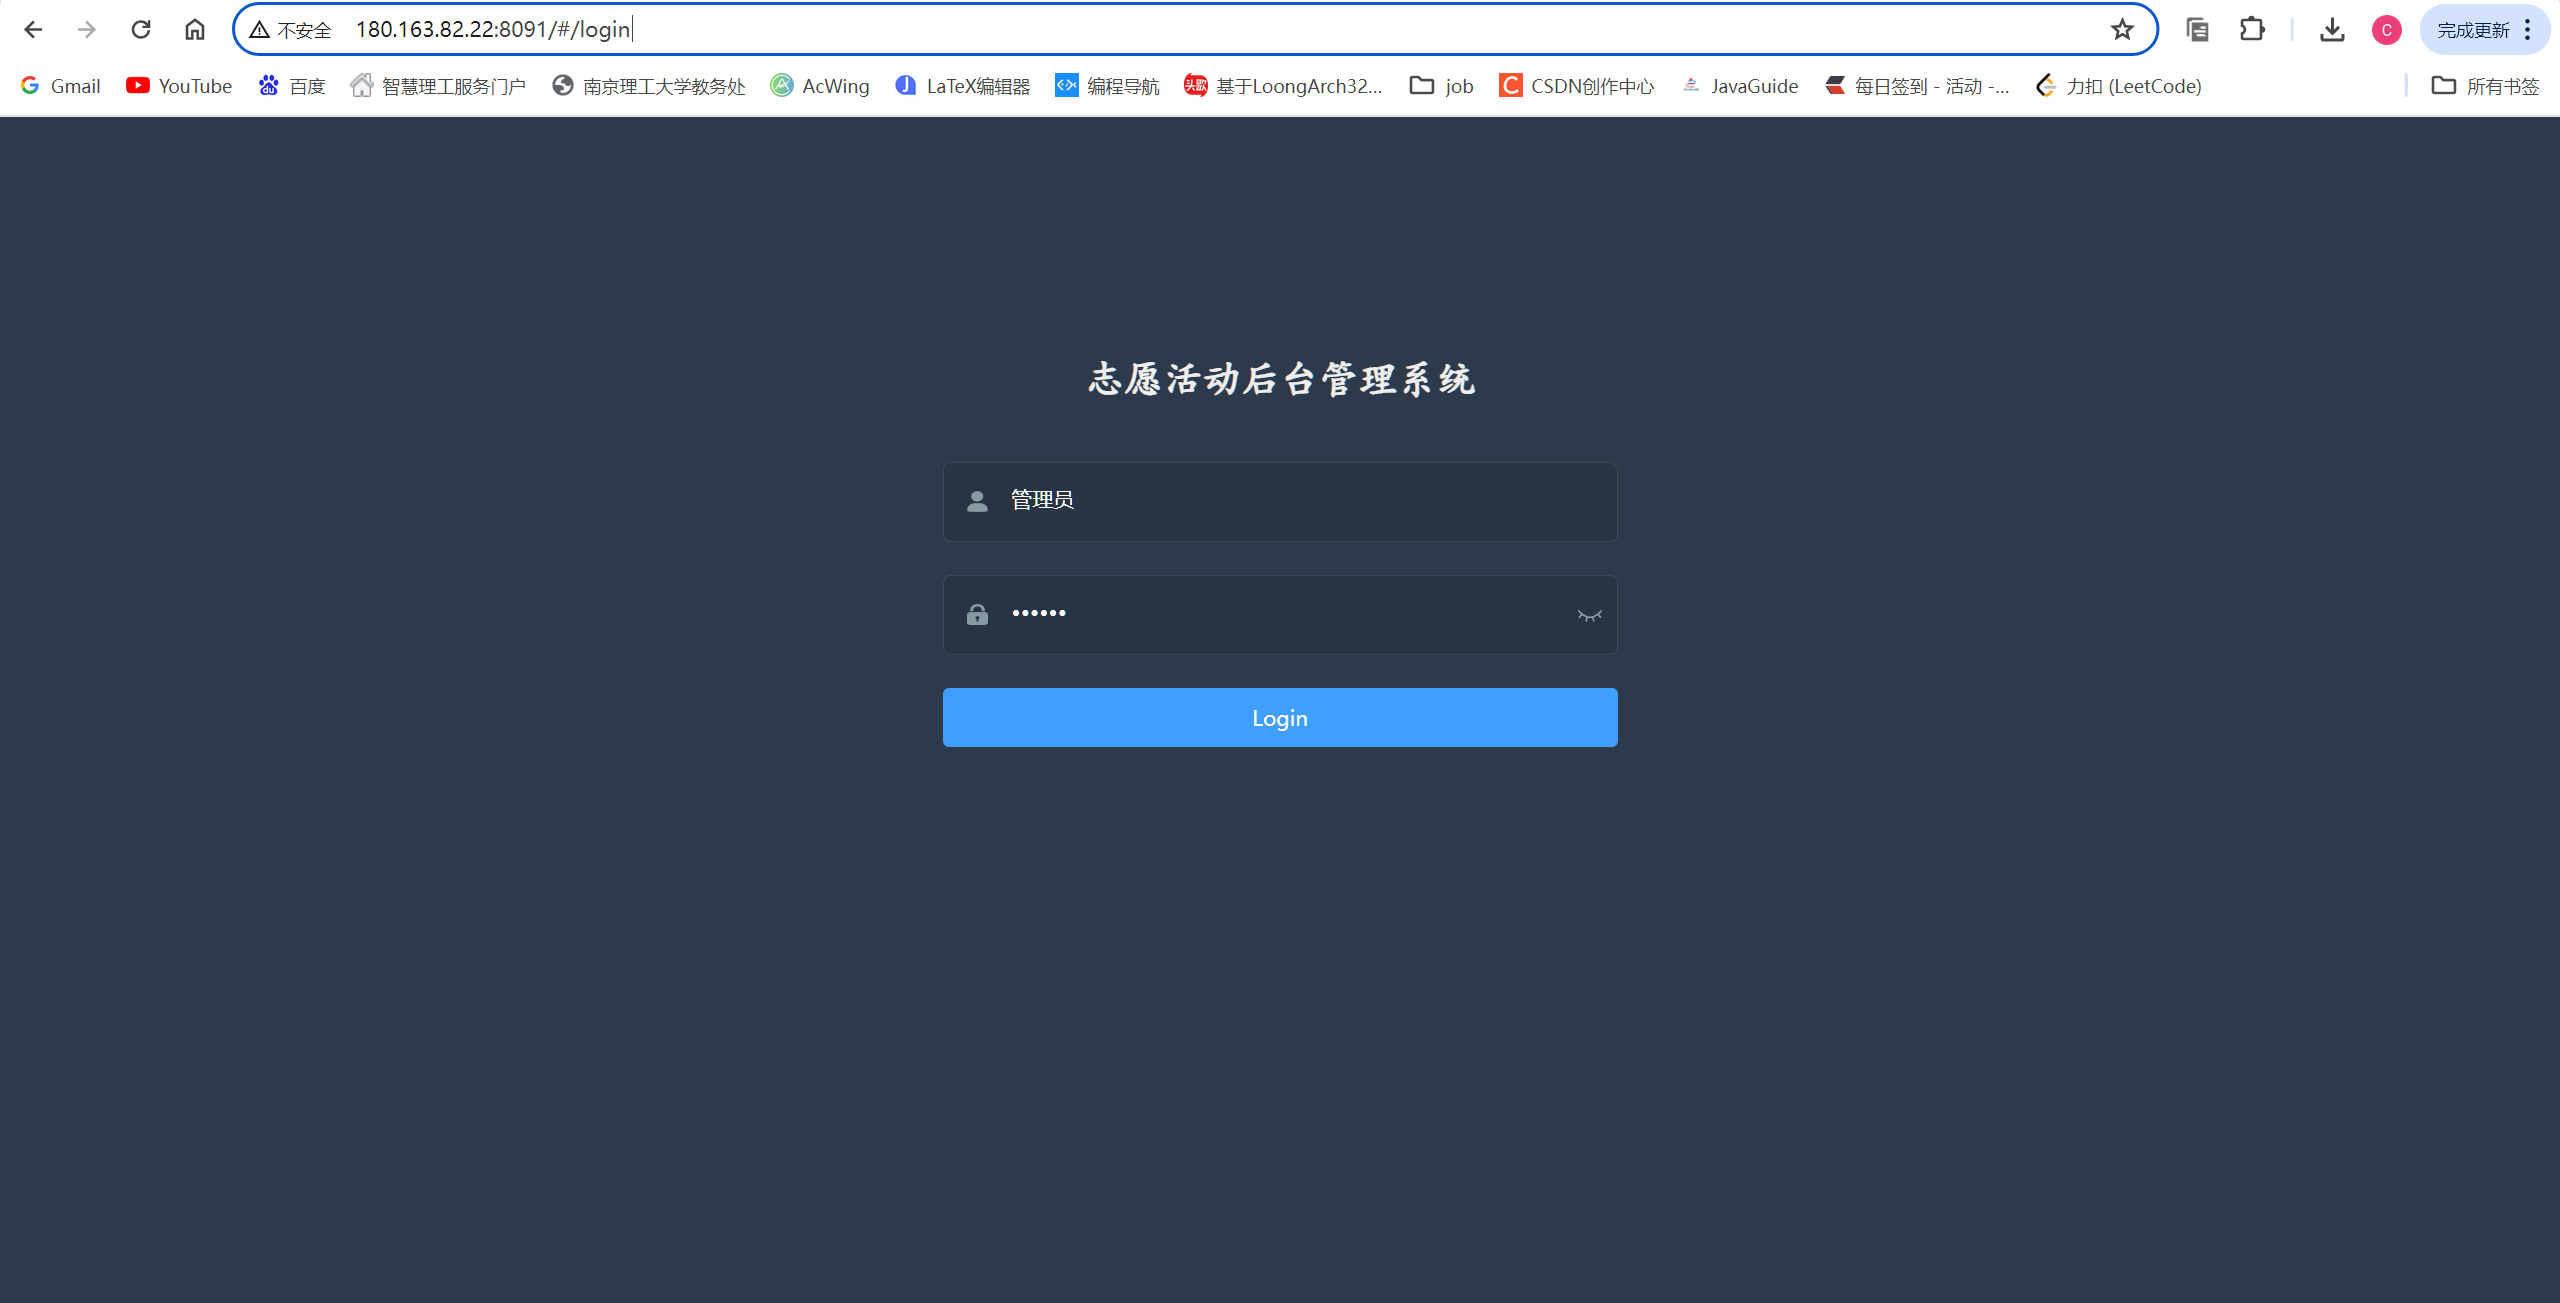 不安全 180.163.82.22:8091/#/login C 完成更新
Gmail YouTube 百度 智慧理工服务门户 南京理工大学教务处 AcWing LaTeX编辑器 编程导航 头歌 基于LoongArch32... job CSDN创作中心 JavaGuide 每日签到 - 活动 -... 力扣 (LeetCode) 所有书签
志愿活动后台管理系统
管理员
••••••
Login